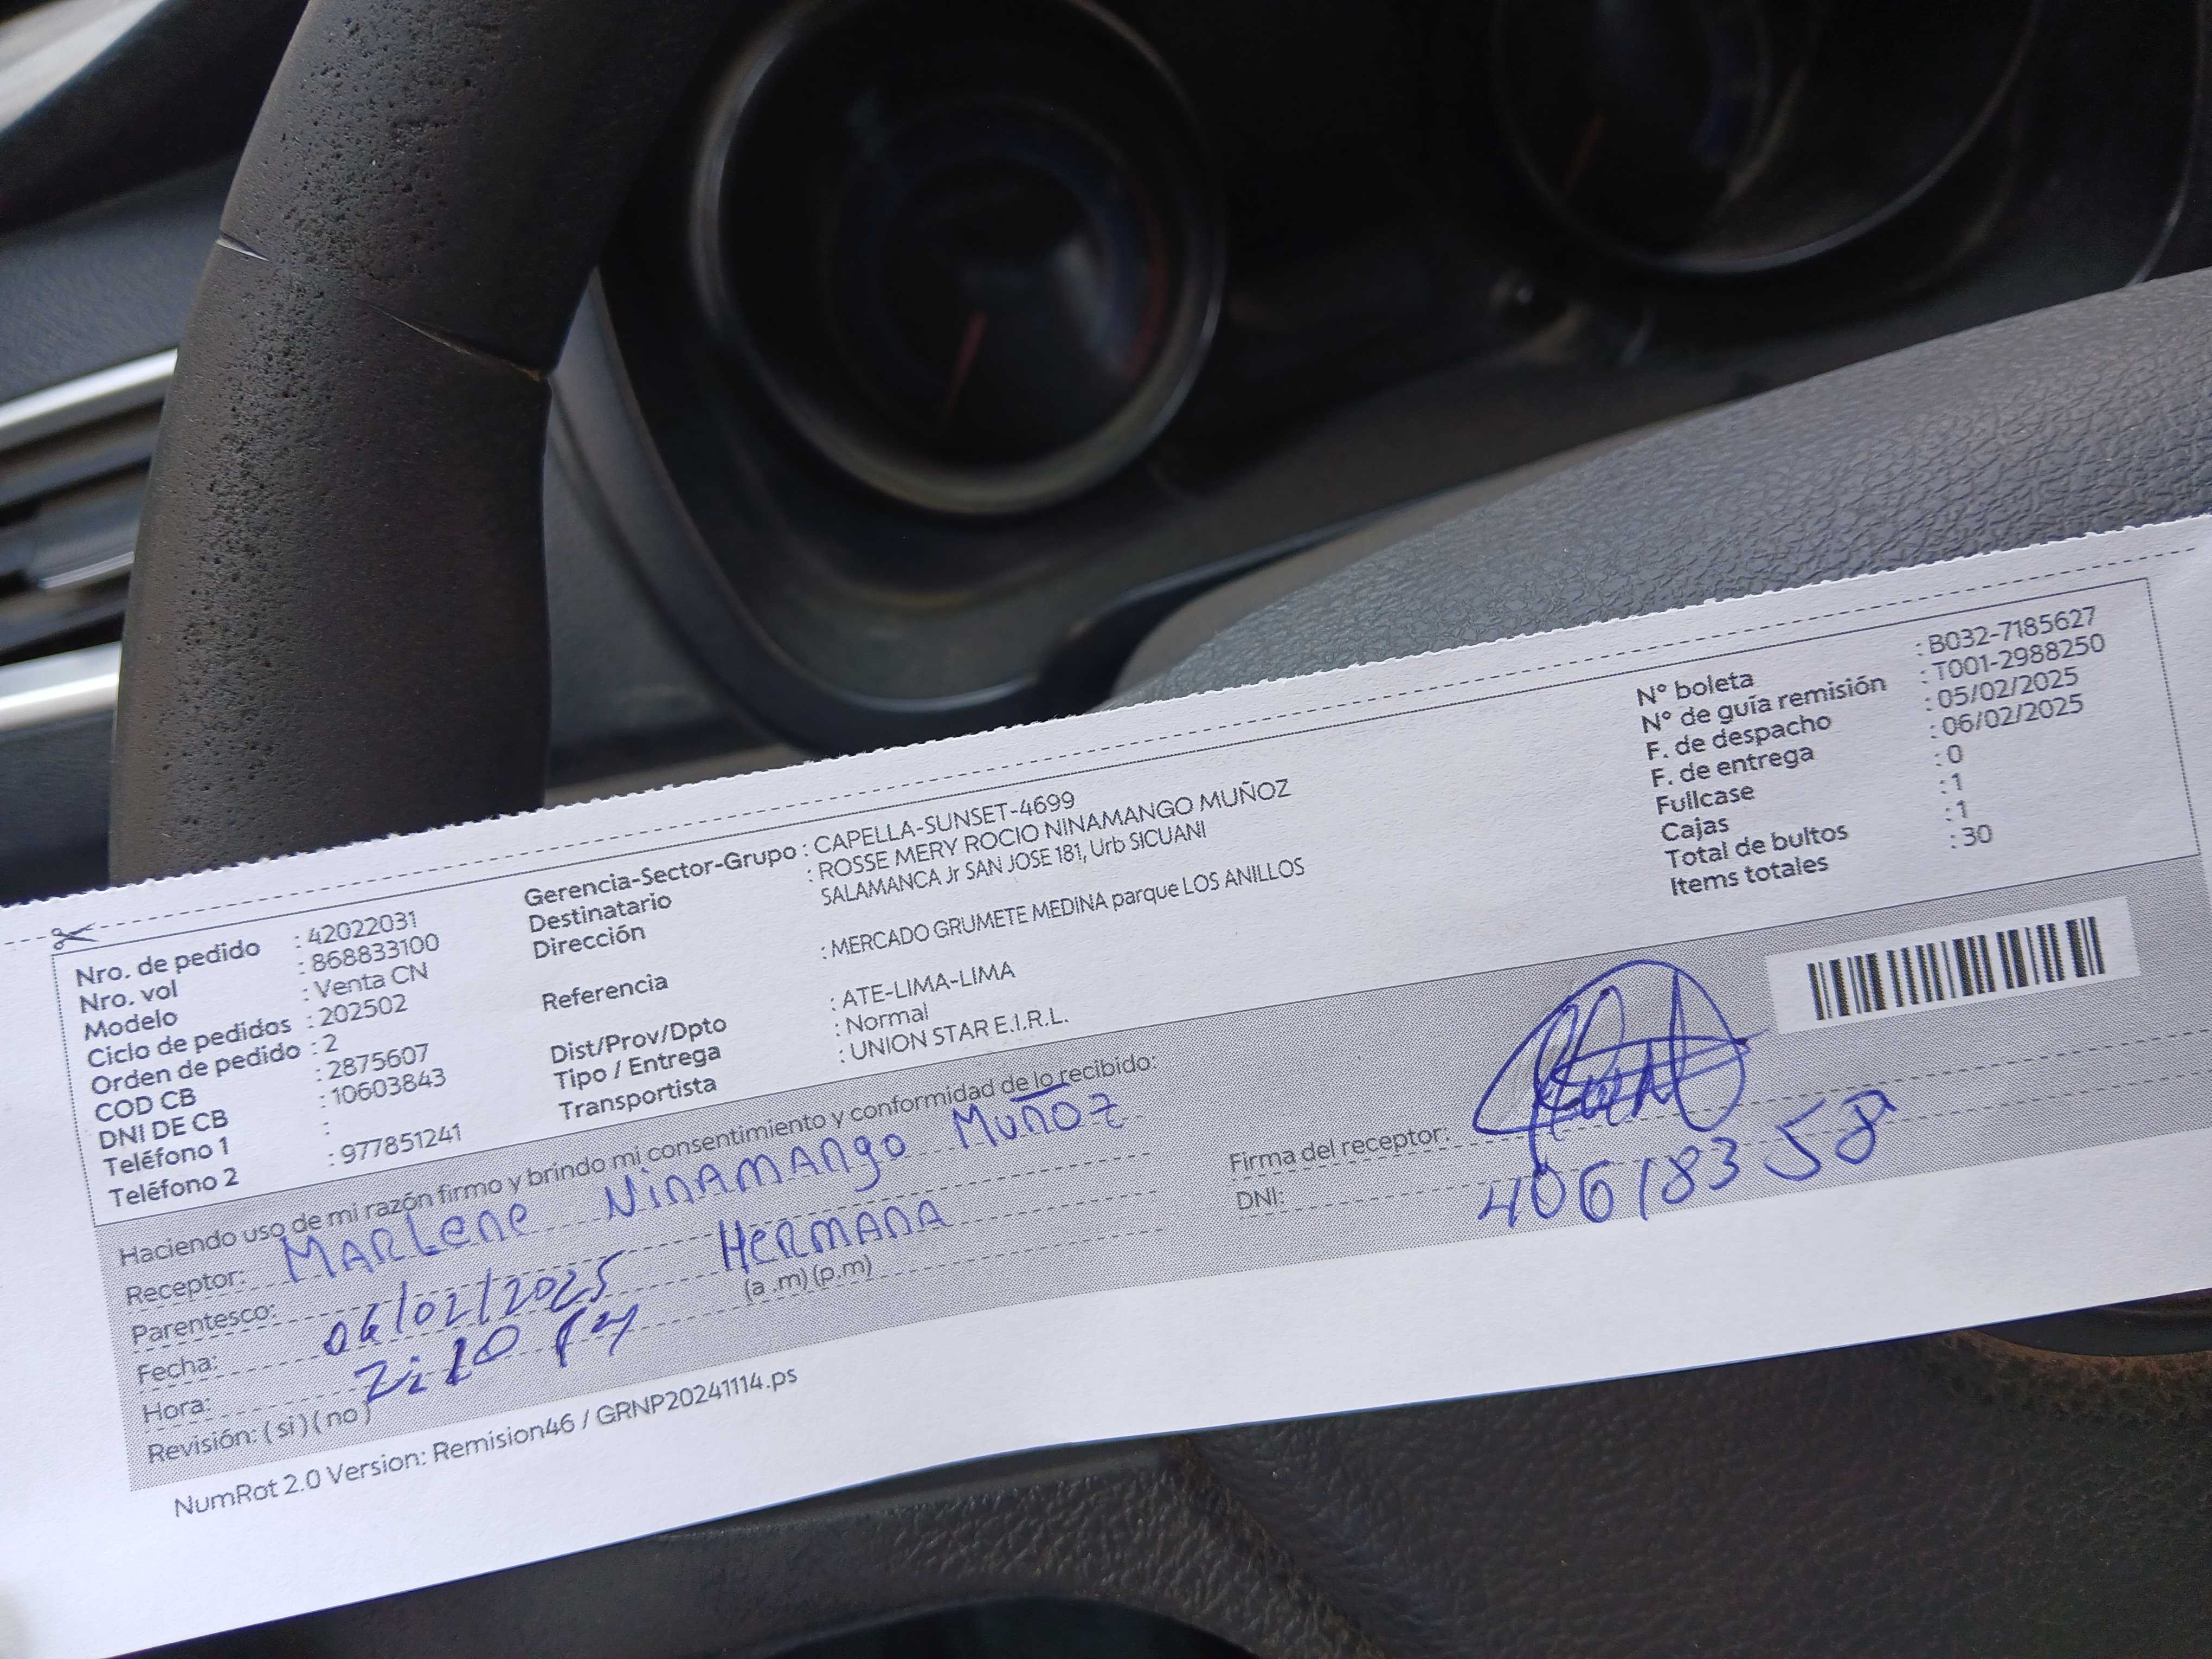 Nro. de pedido : 42022031
Nro. vol : 868833100
Modelo : Venta CN
Ciclo de pedidos : 202502
Orden de pedido : 2
COD CB : 2875607
DNI DE CB : 10603843
Teléfono 1 :
Teléfono 2 : 977851241
Gerencia-Sector-Grupo : CAPELLA-SUNSET-4699
Destinatario : ROSSE MERY ROCIO NINAMANGO MUÑOZ
Dirección SALAMANCA Jr SAN JOSE 181, Urb SICUANI
Referencia : MERCADO GRUMETE MEDINA parque LOS ANILLOS
Dist/Prov/Dpto : ATE-LIMA-LIMA
Tipo / Entrega : Normal
Transportista : UNION STAR E.I.R.L.
N° boleta : B032-7185627
N° de guía remisión : T001-2988250
F. de despacho : 05/02/2025
F. de entrega : 06/02/2025
Fullcase : 0
Cajas : 1
Total de bultos : 1
Items totales : 30
Haciendo uso de mi razón firmo y brindo mi consentimiento y conformidad de lo recibido:
Receptor: MARLENE NINAMANGO MUÑOZ
Parentesco: HERMANA
Fecha: 06/02/2025
Hora: 2:10 PM (a .m) (p.m)
Revisión: ( si ) ( no )
Firma del receptor:
DNI: 40618358
NumRot 2.0 Version: Remision46 / GRNP20241114.ps